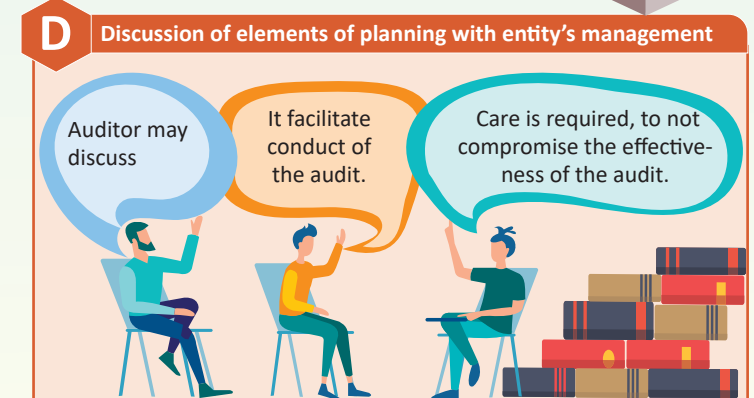 D
Discussion of elements of planning with entity's management
Auditor may
discuss
It facilitate
conduct of
the audit.
Care is required, to not
compromise the effective-
ness of the audit.